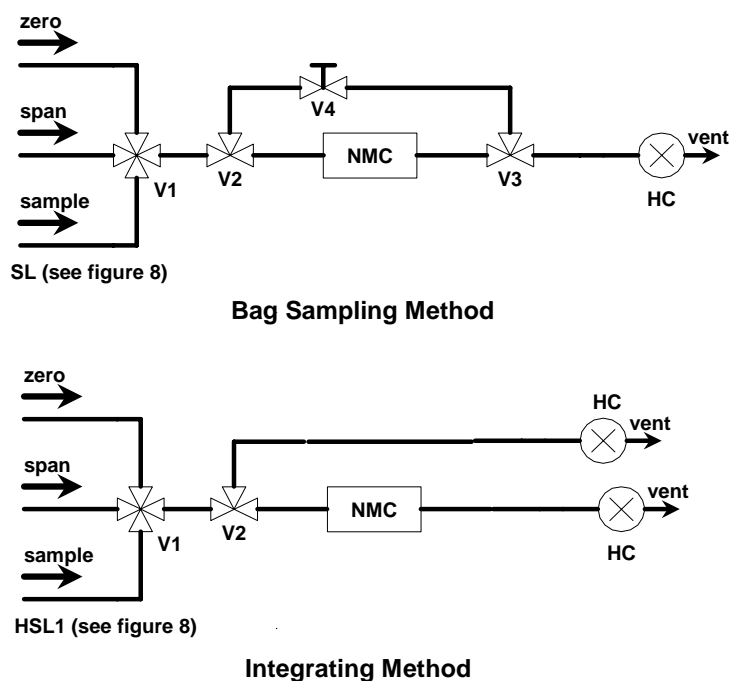 zero
span
sample
V1
V2
V4
NMC
V3
HC
vent
SL (see figure 8)
Bag Sampling Method
zero
span
sample
V1
V2
HC
vent
NMC
vent
HC
HSL1 (see figure 8)
Integrating Method